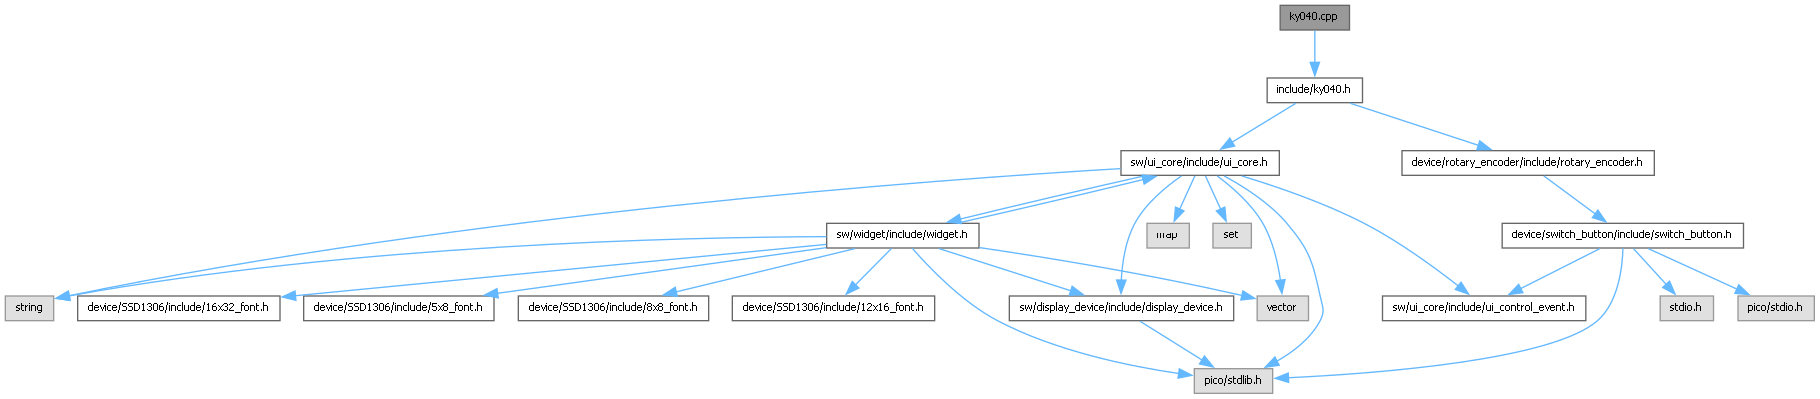 ky040.cpp
include/ky040.h
sw/ui_core/include/ui_core.h
device/rotary_encoder/include/rotary_encoder.h
sw/widget/include/widget.h
map
set
device/switch_button/include/switch_button.h
string
device/SSD1306/include/16x32_font.h
device/SSD1306/include/5x8_font.h
device/SSD1306/include/8x8_font.h
device/SSD1306/include/12x16_font.h
sw/display_device/include/display_device.h
vector
sw/ui_core/include/ui_control_event.h
stdio.h
pico/stdio.h
pico/stdlib.h